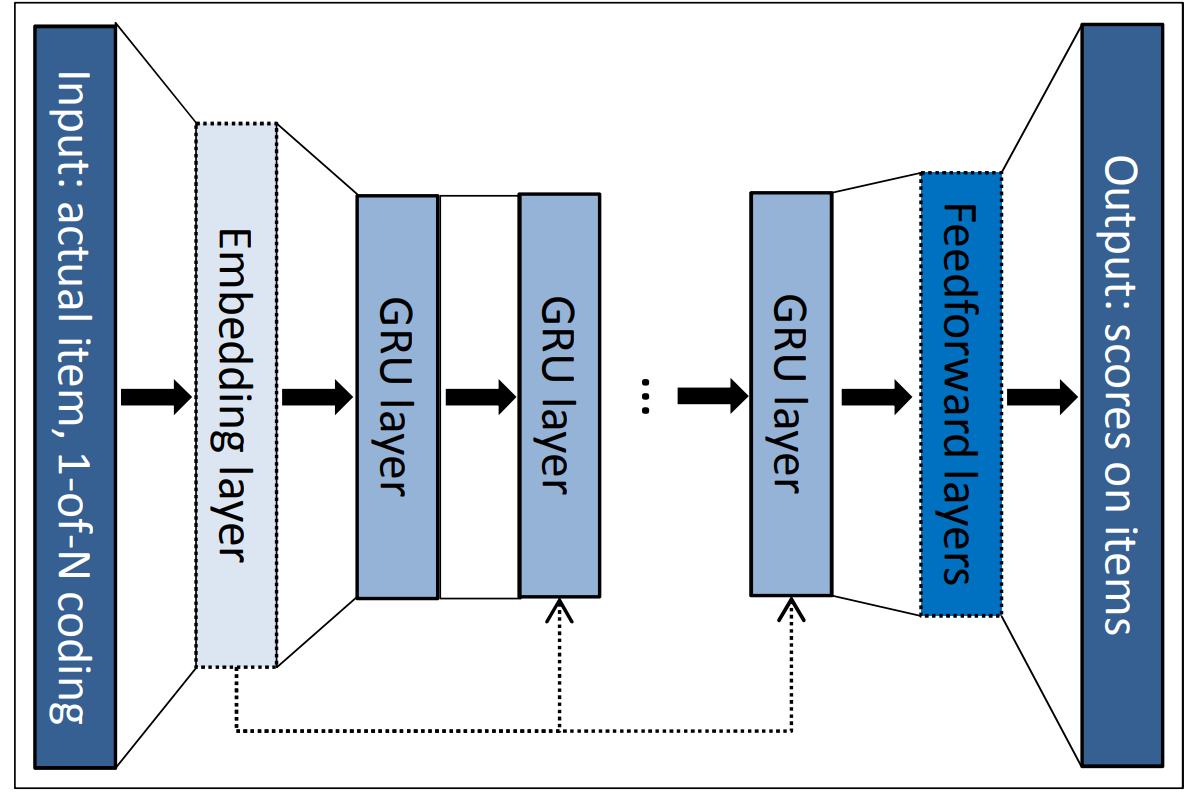 Input: actual item, 1-of-N coding
Embedding layer
GRU layer
GRU layer
...
GRU layer
Feedforward layers
Output: scores on items